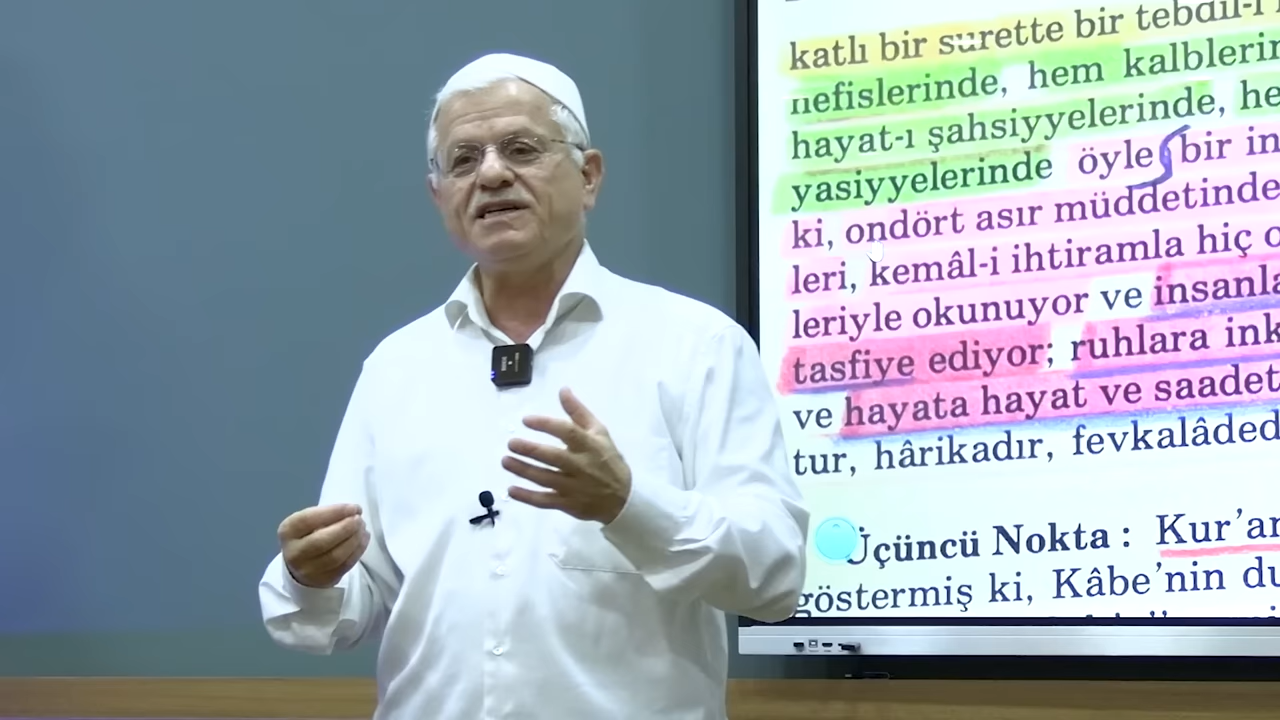 katlı bir surette bir tebdil-i
nefislerinde, hem kalblerin
hayat-ı şahsiyyelerinde, he
yasiyyelerinde öyle bir in
ki, ondört asır müddetinde
leri, kemâl-i ihtiramla hiç o
leriyle okunuyor ve insanla
tasfiye ediyor; ruhlara ink
ve hayata hayat ve saadet
tur, hârikadır, fevkalâded
Üçüncü Nokta : Kur'an
göstermiş ki, Kâbe'nin du